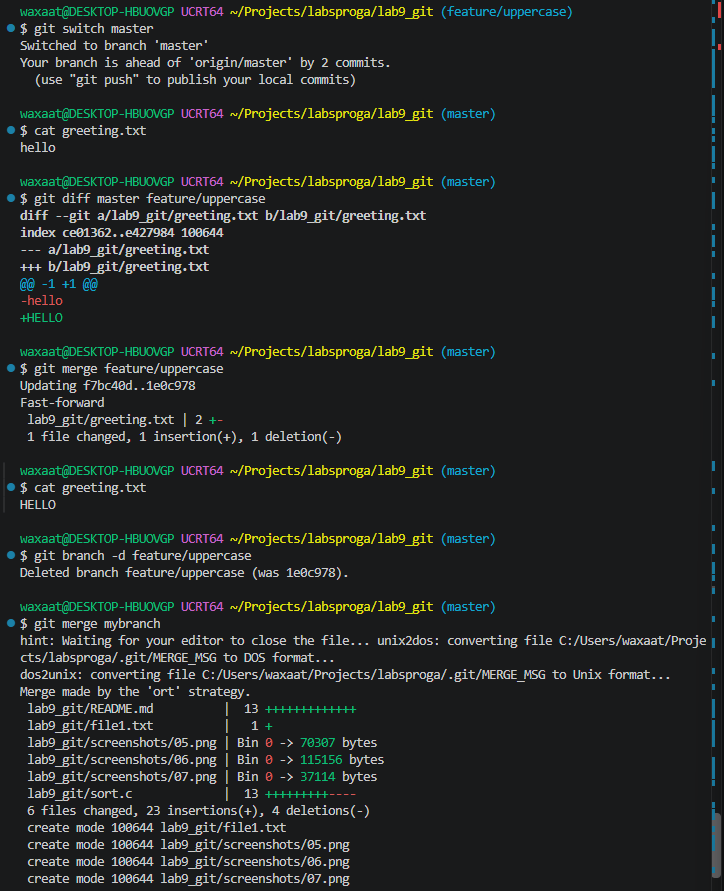 waxaat@DESKTOP-HBUOVGP UCRT64 ~/Projects/labsproga/lab9_git (feature/uppercase)
$ git switch master
Switched to branch 'master'
Your branch is ahead of 'origin/master' by 2 commits.
  (use "git push" to publish your local commits)
waxaat@DESKTOP-HBUOVGP UCRT64 ~/Projects/labsproga/lab9_git (master)
$ cat greeting.txt
hello
waxaat@DESKTOP-HBUOVGP UCRT64 ~/Projects/labsproga/lab9_git (master)
$ git diff master feature/uppercase
diff --git a/lab9_git/greeting.txt b/lab9_git/greeting.txt
index ce01362..e427984 100644
--- a/lab9_git/greeting.txt
+++ b/lab9_git/greeting.txt
@@ -1 +1 @@
-hello
+HELLO
waxaat@DESKTOP-HBUOVGP UCRT64 ~/Projects/labsproga/lab9_git (master)
$ git merge feature/uppercase
Updating f7bc40d..1e0c978
Fast-forward
 lab9_git/greeting.txt | 2 +-
 1 file changed, 1 insertion(+), 1 deletion(-)
waxaat@DESKTOP-HBUOVGP UCRT64 ~/Projects/labsproga/lab9_git (master)
$ cat greeting.txt
HELLO
waxaat@DESKTOP-HBUOVGP UCRT64 ~/Projects/labsproga/lab9_git (master)
$ git branch -d feature/uppercase
Deleted branch feature/uppercase (was 1e0c978).
waxaat@DESKTOP-HBUOVGP UCRT64 ~/Projects/labsproga/lab9_git (master)
$ git merge mybranch
hint: Waiting for your editor to close the file... unix2dos: converting file C:/Users/waxaat/Proje
cts/labsproga/.git/MERGE_MSG to DOS format...
dos2unix: converting file C:/Users/waxaat/Projects/labsproga/.git/MERGE_MSG to Unix format...
Merge made by the 'ort' strategy.
 lab9_git/README.md          |  13 +++++++++++++
 lab9_git/file1.txt          |   1 +
 lab9_git/screenshots/05.png | Bin 0 -> 70307 bytes
 lab9_git/screenshots/06.png | Bin 0 -> 115156 bytes
 lab9_git/screenshots/07.png | Bin 0 -> 37114 bytes
 lab9_git/sort.c             |  13 +++++++++----
 6 files changed, 23 insertions(+), 4 deletions(-)
 create mode 100644 lab9_git/file1.txt
 create mode 100644 lab9_git/screenshots/05.png
 create mode 100644 lab9_git/screenshots/06.png
 create mode 100644 lab9_git/screenshots/07.png